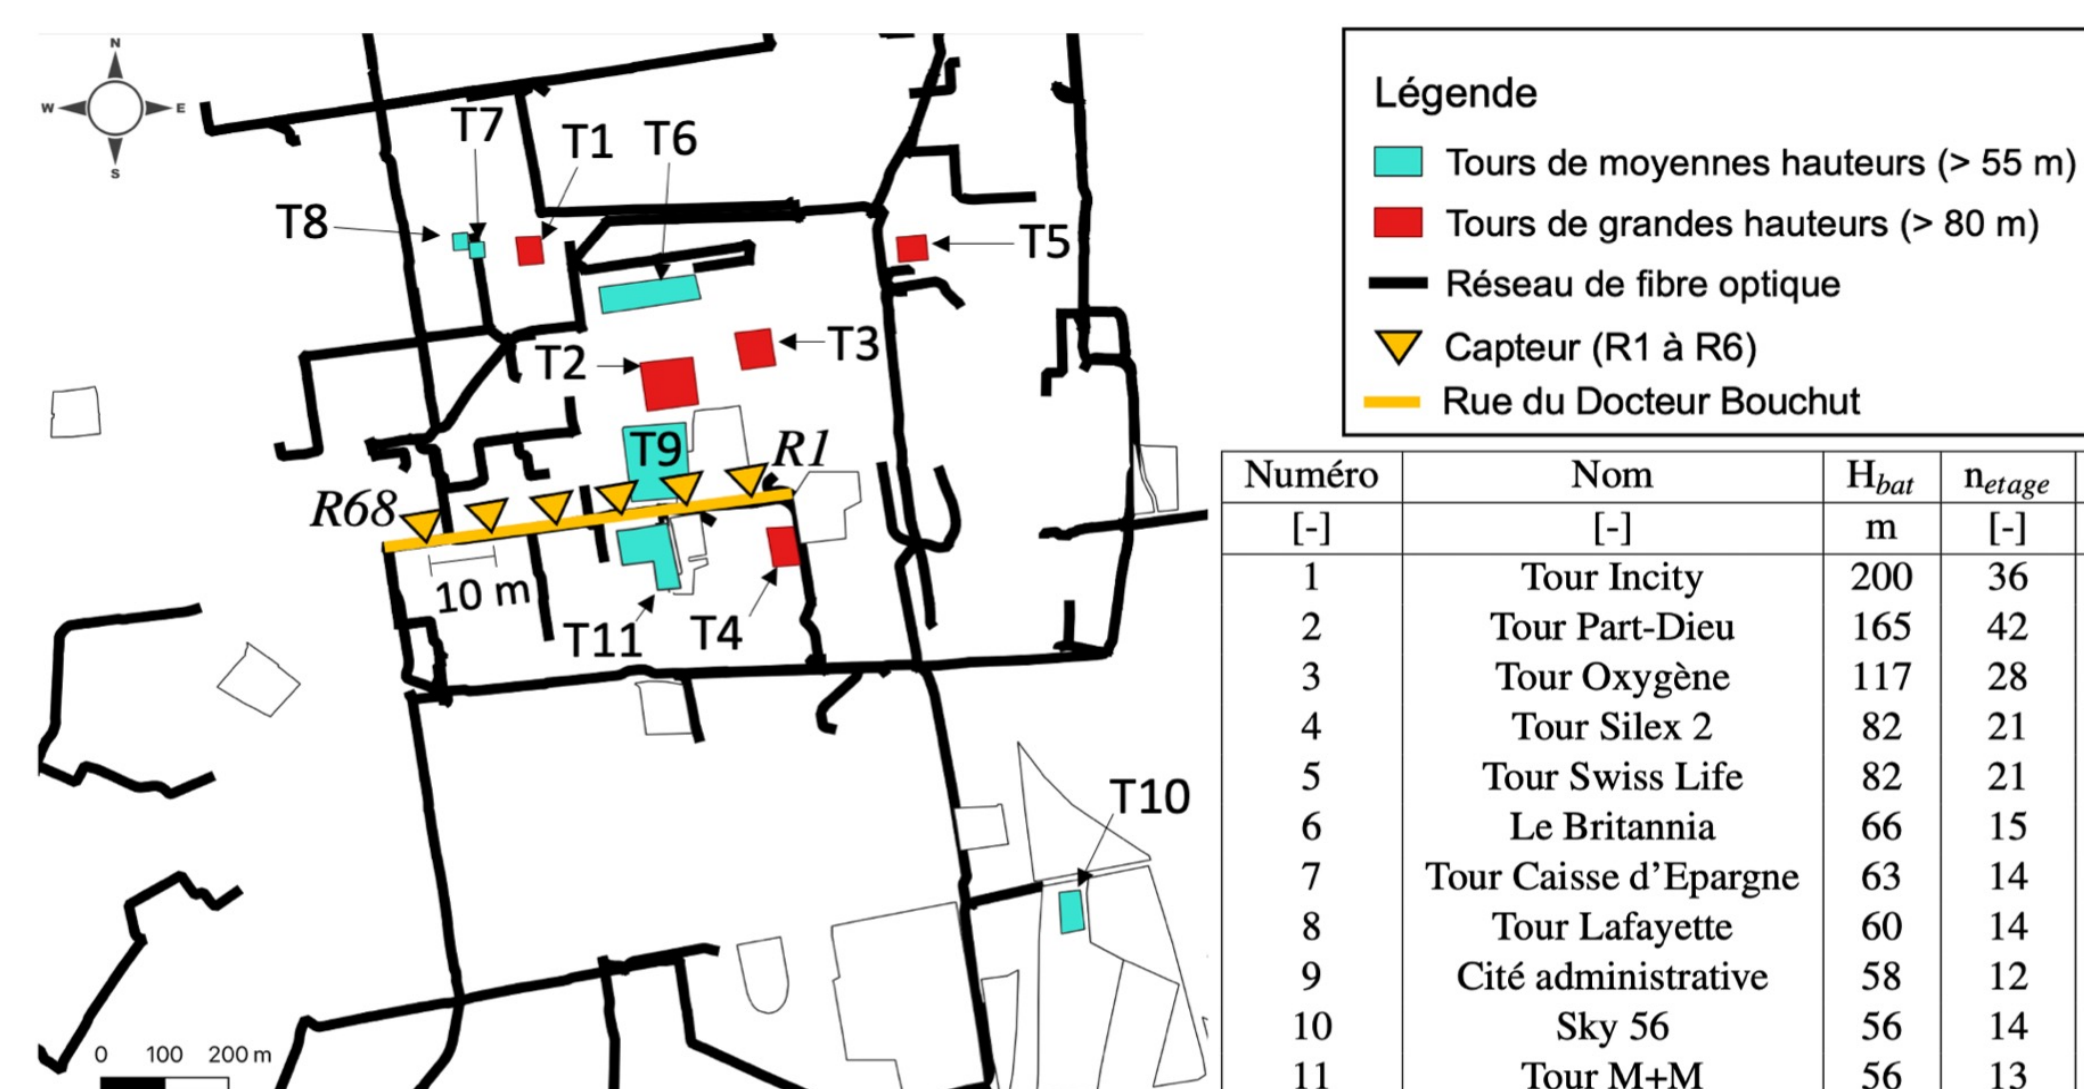 N
W E
S
T7
T1 T6
T8
T5
T2 T3
T9
R1
R68
10 m
T11 T4
T10
0 100 200 m
Légende
Tours de moyennes hauteurs (> 55 m)
Tours de grandes hauteurs (> 80 m)
Réseau de fibre optique
Capteur (R1 à R6)
Rue du Docteur Bouchut
Numéro Nom Hbat netage
[-] [-] m [-]
1 Tour Incity 200 36
2 Tour Part-Dieu 165 42
3 Tour Oxygène 117 28
4 Tour Silex 2 82 21
5 Tour Swiss Life 82 21
6 Le Britannia 66 15
7 Tour Caisse d'Epargne 63 14
8 Tour Lafayette 60 14
9 Cité administrative 58 12
10 Sky 56 56 14
11 Tour M+M 56 13